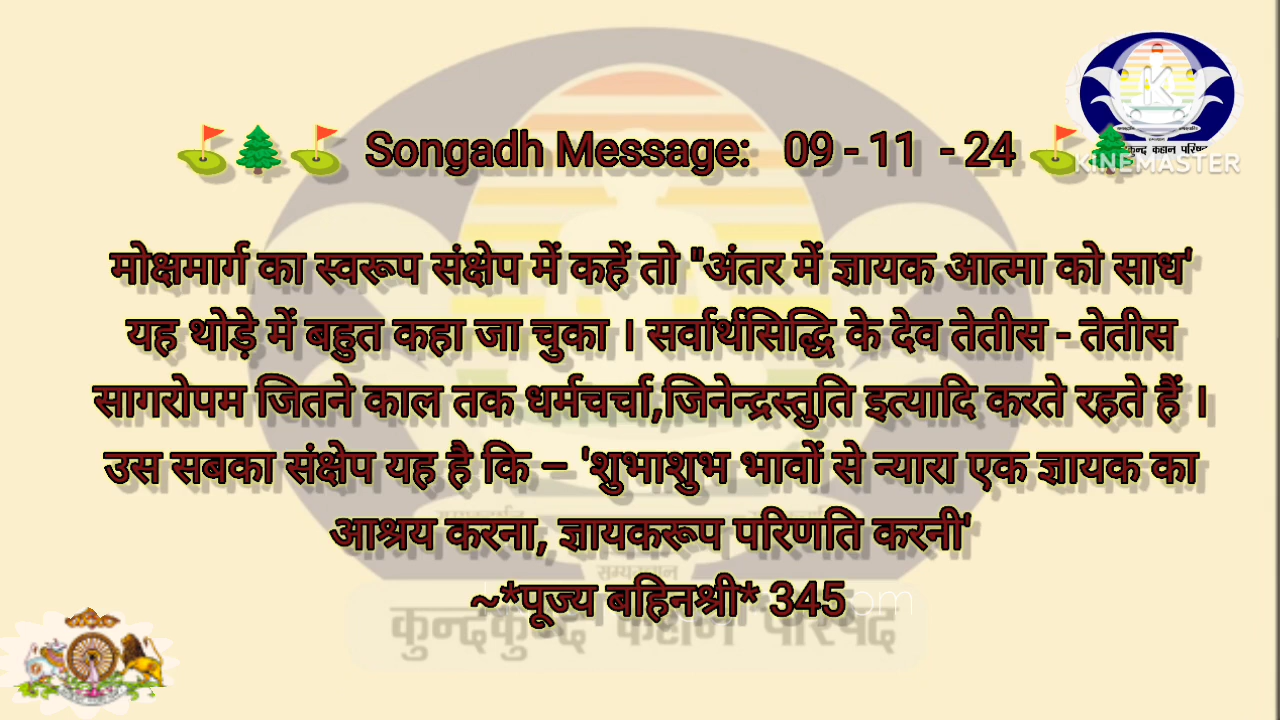 Songadh Message: 09 - 11 - 24
KINEMASTER
मोक्षमार्ग का स्वरूप संक्षेप में कहें तो "अंतर में ज्ञायक आत्मा को साध'
यह थोड़े में बहुत कहा जा चुका । सर्वार्थसिद्धि के देव तेतीस - तेतीस
सागरोपम जितने काल तक धर्मचर्चा,जिनेन्द्रस्तुति इत्यादि करते रहते हैं ।
उस सबका संक्षेप यह है कि – 'शुभाशुभ भावों से न्यारा एक ज्ञायक का
आश्रय करना, ज्ञायकरूप परिणति करनी'
~*पूज्य बहिनश्री* 345
कुन्दकुन्द कहान परिषद